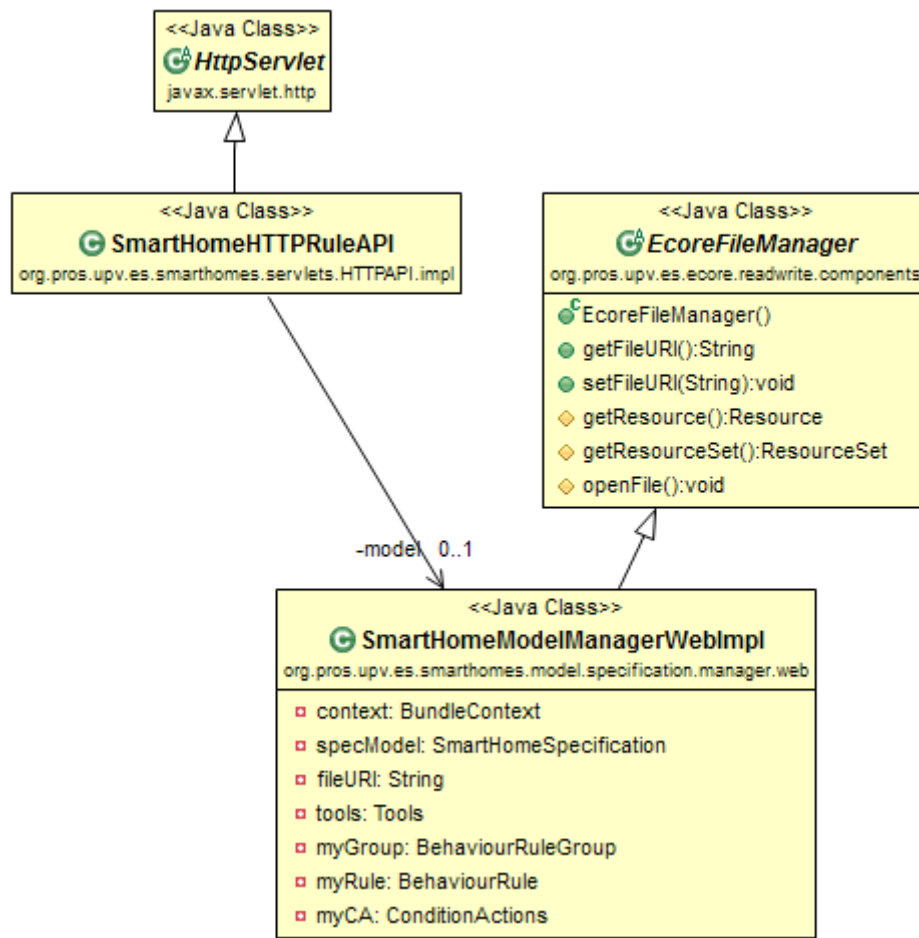 <<Java Class>>
HttpServlet
javax.servlet.http
<<Java Class>>
SmartHomeHTTPRuleAPI
org.pros.upv.es.smarthomes.servlets.HTTPAPI.impl
<<Java Class>>
EcoreFileManager
org.pros.upv.es.ecore.readwrite.components
EcoreFileManager()
getFileURI():String
setFileURI(String):void
getResource():Resource
getResourceSet():ResourceSet
openFile():void
-model 0..1
<<Java Class>>
SmartHomeModelManagerWebImpl
org.pros.upv.es.smarthomes.model.specification.manager.web
context: BundleContext
specModel: SmartHomeSpecification
fileURI: String
tools: Tools
myGroup: BehaviourRuleGroup
myRule: BehaviourRule
myCA: ConditionActions